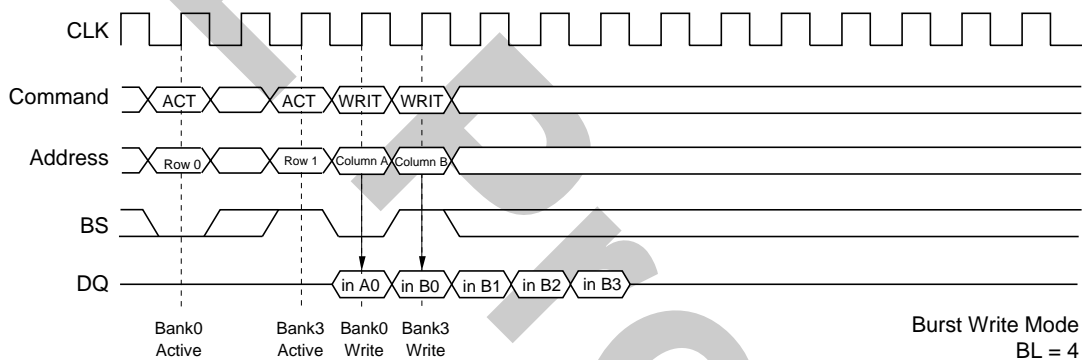 CLK
Command ACT ACT WRIT WRIT
Address Row 0 Row 1 Column A Column B
BS
DQ in A0 in B0 in B1 in B2 in B3
Bank0 Bank3 Bank0 Bank3
Active Active Write Write
Burst Write Mode
BL = 4